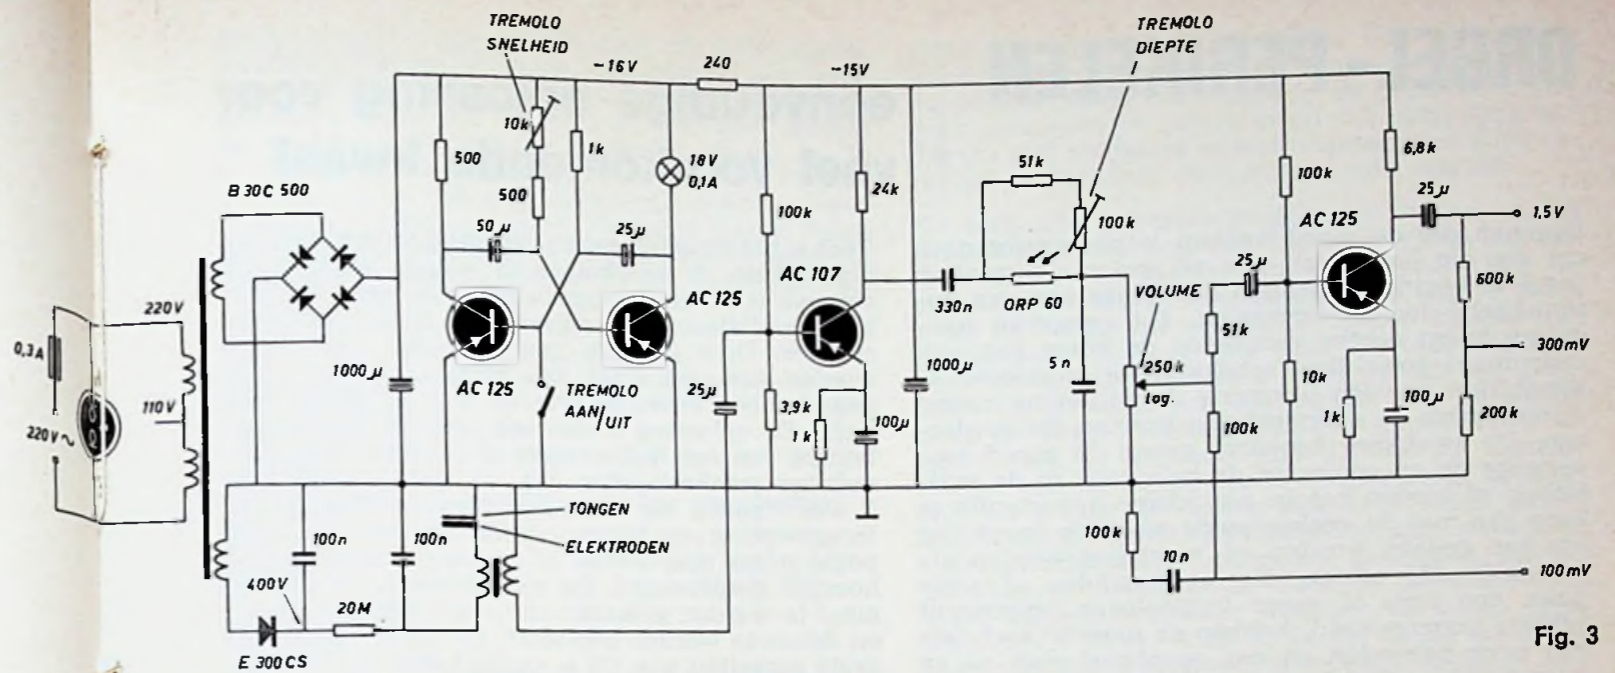 TREMOLO
SNELHEID
TREMOLO
DIEPTE
-16V
240
-15V
10k
500
1k
18V
0,1A
500
50µ
25µ
100k
24k
51k
100k
100k
6,8k
25µ
1,5V
B30C 500
AC 125
AC 107
AC 125
330n
ORP 60
VOLUME
25µ
600k
220V
0,3A
110V
220V~
1000µ
AC 125
TREMOLO
AAN/UIT
25µ
3,9k
1k
100µ
1000µ
5n
250k
log.
51k
100k
10k
1k
100µ
300mV
200k
TONGEN
ELEKTRODEN
100n
100n
400V
20M
E 300CS
100k
10n
100mV
Fig. 3